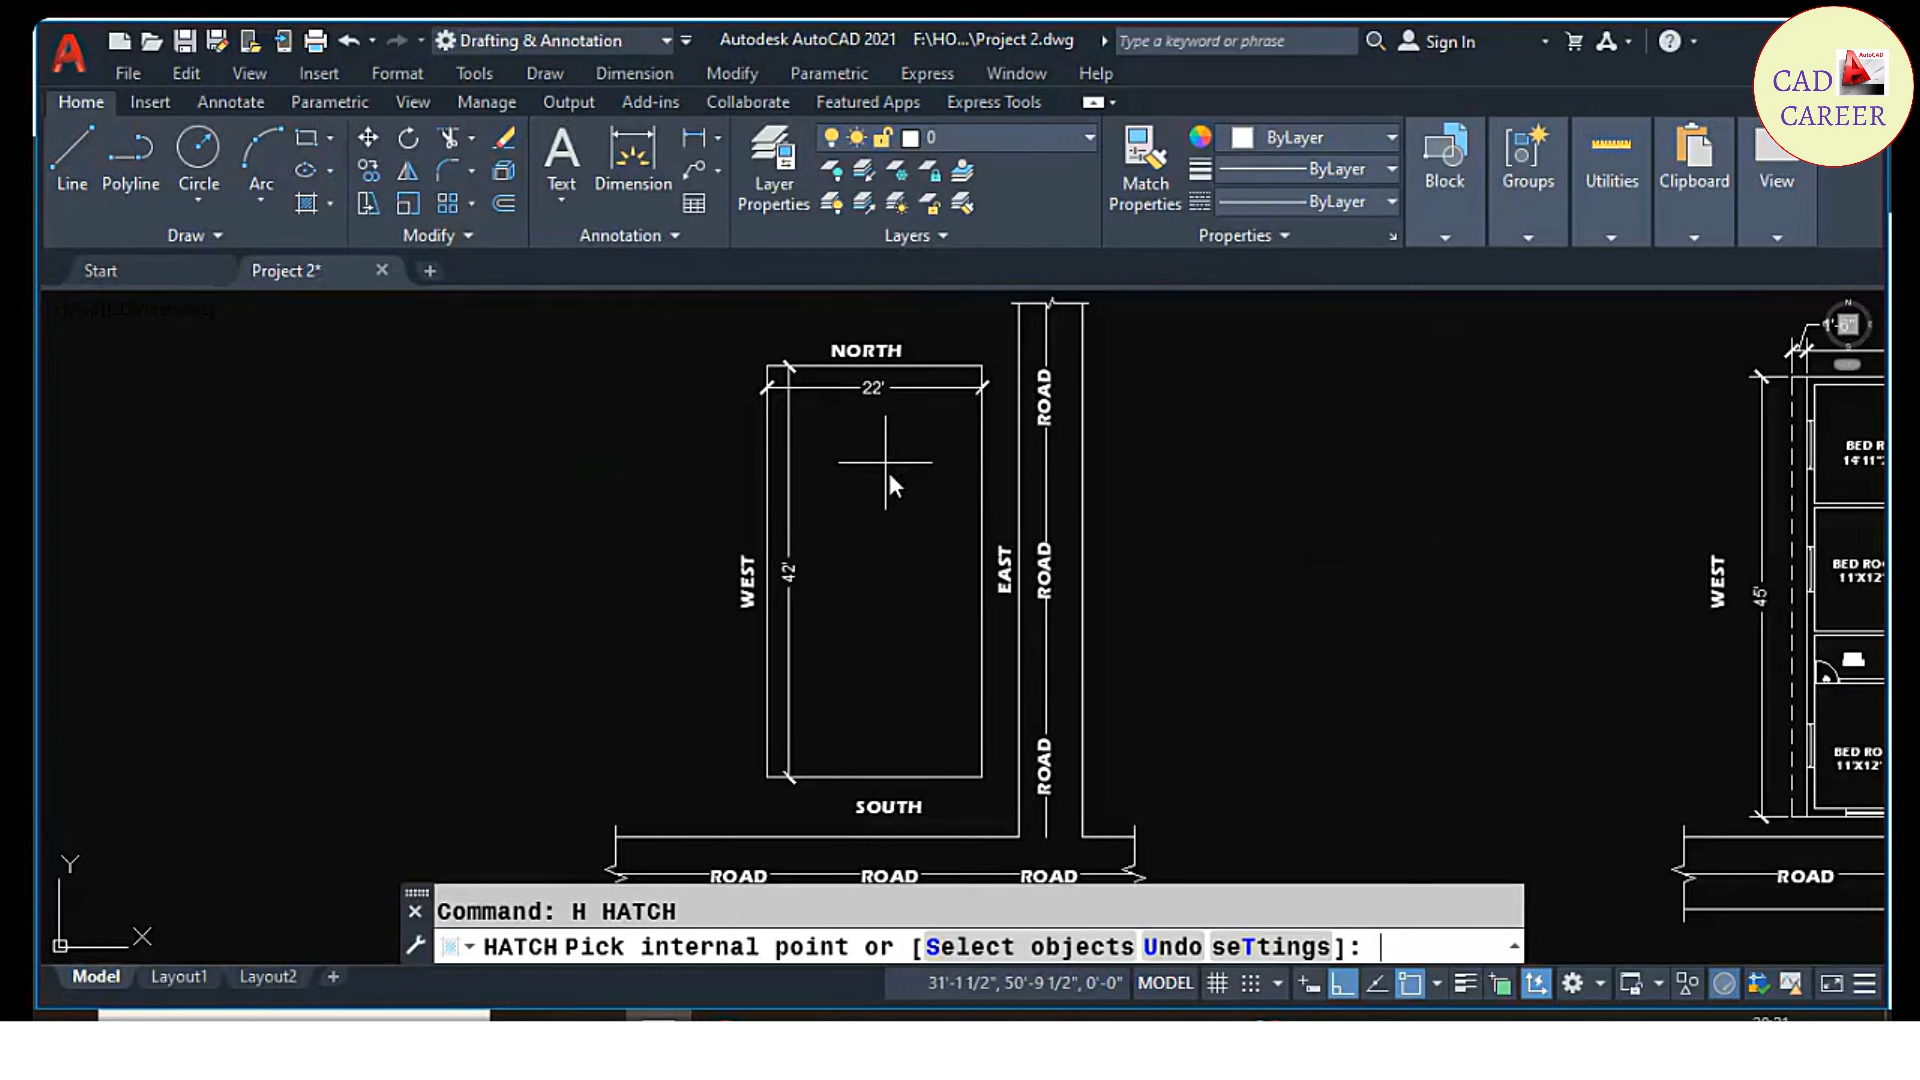 Drafting & Annotation
Autodesk AutoCAD 2021 F:\HO...\Project 2.dwg
Type a keyword or phrase
Sign In
CAD
AutoCAD
CAREER
File Edit View Insert Format Tools Draw Dimension Modify Parametric Express Window Help
Home Insert Annotate Parametric View Manage Output Add-ins Collaborate Featured Apps Express Tools
0
ByLayer
ByLayer
ByLayer
Line Polyline Circle Arc
Text Dimension
Layer Properties
Match Properties
Block Groups Utilities Clipboard View
Draw Modify Annotation Layers Properties
Start Project 2*
NORTH
22'
WEST
42'
EAST
ROAD
ROAD
ROAD
SOUTH
ROAD ROAD ROAD
N
1'-6"
WEST
45'
BED R
14'11"
BED RO
11'X12'
BED RO
11'X12'
ROAD
Y
X
Command: H HATCH
HATCH Pick internal point or [Select objects Undo seTtings]:
Model Layout1 Layout2
31'-1 1/2", 50'-9 1/2", 0'-0" MODEL